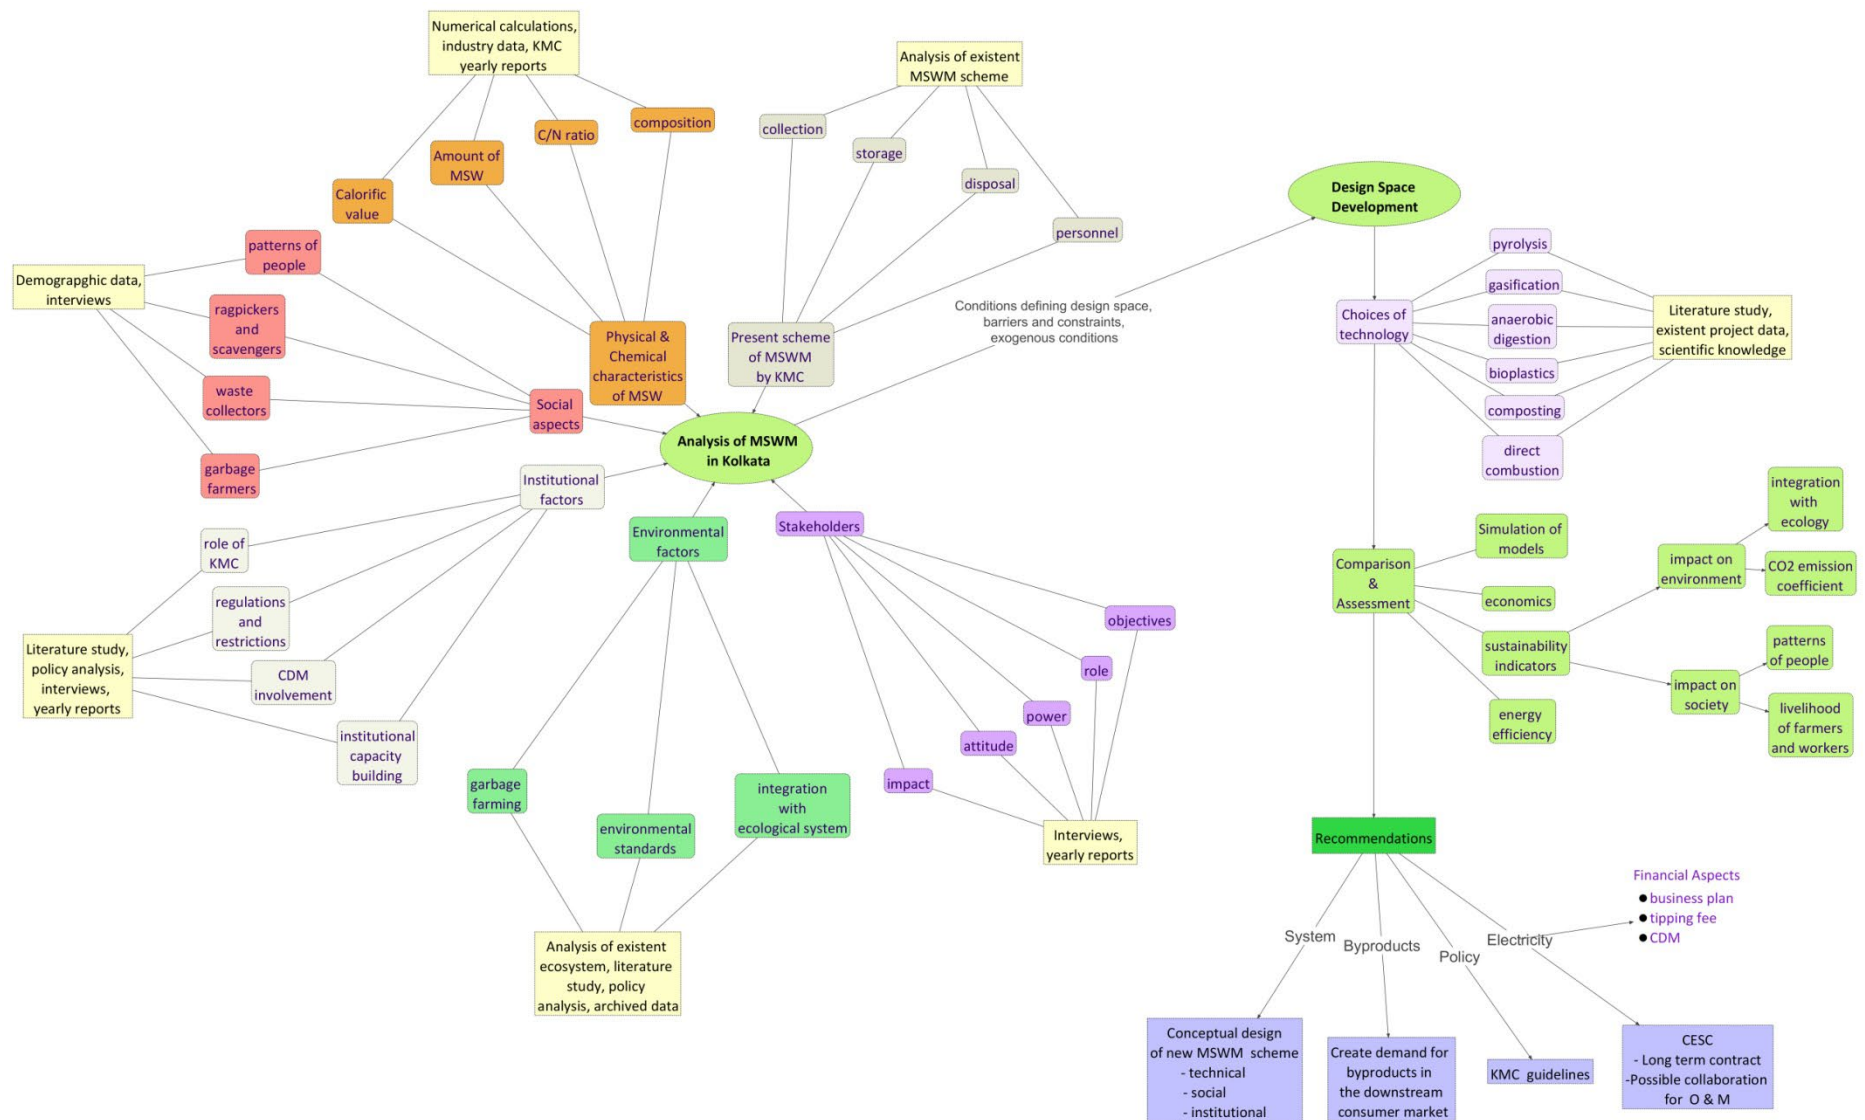 Numerical calculations,
industry data, KMC
yearly reports
Analysis of existent
MSWM scheme
composition
C/N ratio
Amount of
MSW
Calorific
value
collection
storage
disposal
personnel
Design Space
Development
patterns of
people
Demograpghic data,
interviews
ragpickers
and
scavengers
waste
collectors
garbage
farmers
Social
aspects
Physical &
Chemical
characteristics
of MSW
Present scheme
of MSWM
by KMC
Conditions defining design space,
barriers and constraints,
exogenous conditions
Analysis of MSWM
in Kolkata
pyrolysis
gasification
anaerobic
digestion
bioplastics
composting
direct
combustion
Choices of
technology
Literature study,
existent project data,
scientific knowledge
Institutional
factors
role of
KMC
regulations
and
restrictions
CDM
involvement
institutional
capacity
building
Literature study,
policy analysis,
interviews,
yearly reports
Environmental
factors
garbage
farming
environmental
standards
integration
with
ecological system
Analysis of existent
ecosystem, literature
study, policy
analysis, archived data
Stakeholders
objectives
role
power
attitude
impact
Interviews,
yearly reports
Comparison
&
Assessment
Simulation of
models
economics
sustainability
indicators
energy
efficiency
impact on
environment
integration
with
ecology
CO2 emission
coefficient
impact on
society
patterns
of people
livelihood
of farmers
and workers
Recommendations
System
Byproducts
Policy
Electricity
Financial Aspects
● business plan
● tipping fee
● CDM
Conceptual design
of new MSWM scheme
- technical
- social
- institutional
Create demand for
byproducts in
the downstream
consumer market
KMC guidelines
CESC
- Long term contract
-Possible collaboration
for O & M